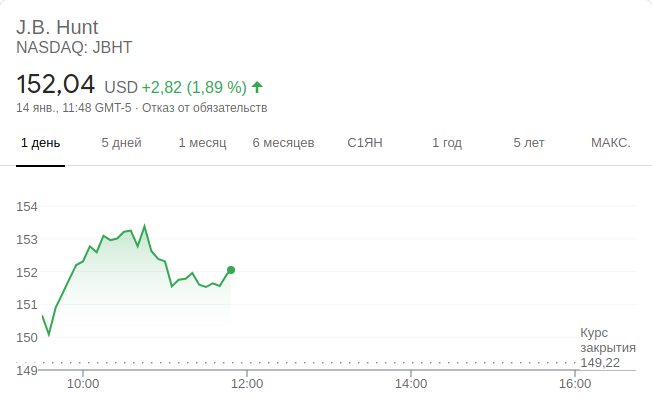 J.B. Hunt
NASDAQ: JBHT
152,04 USD +2,82 (1,89 %)
14 янв., 11:48 GMT-5 · Отказ от обязательств
1 день 5 дней 1 месяц 6 месяцев С1ЯН 1 год 5 лет МАКС.
154
153
152
151
150
149
Курс
закрытия
149,22
10:00 12:00 14:00 16:00